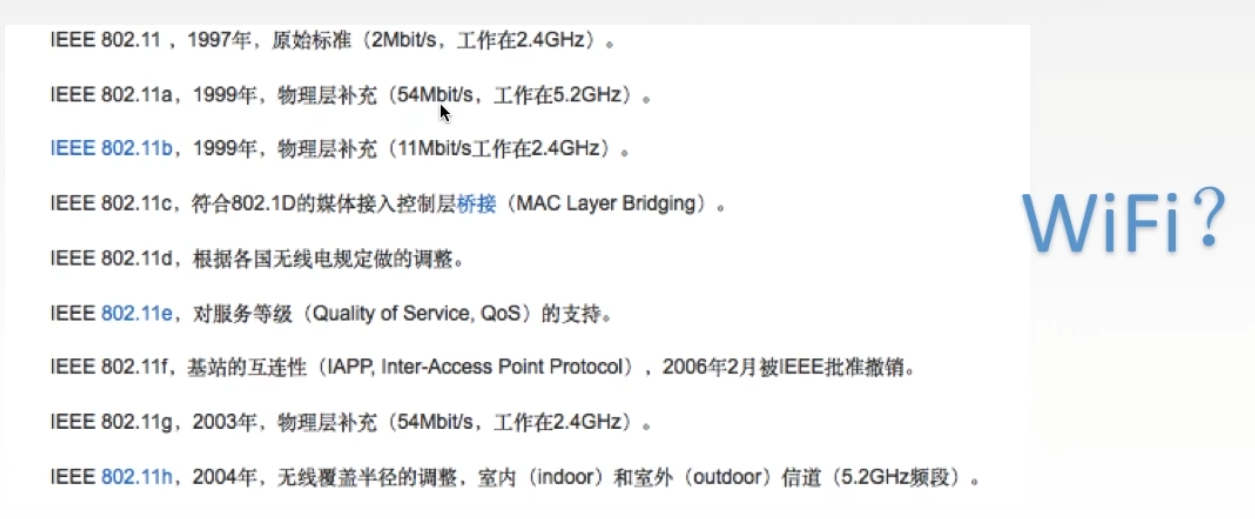 IEEE 802.11 ，1997年，原始标准（2Mbit/s，工作在2.4GHz）。
IEEE 802.11a，1999年，物理层补充（54Mbit/s，工作在5.2GHz）。
IEEE 802.11b，1999年，物理层补充（11Mbit/s工作在2.4GHz）。
IEEE 802.11c，符合802.1D的媒体接入控制层桥接（MAC Layer Bridging）。
WiFi？
IEEE 802.11d，根据各国无线电规定做的调整。
IEEE 802.11e，对服务等级（Quality of Service, QoS）的支持。
IEEE 802.11f，基站的互连性（IAPP, Inter-Access Point Protocol），2006年2月被IEEE批准撤销。
IEEE 802.11g，2003年，物理层补充（54Mbit/s，工作在2.4GHz）。
IEEE 802.11h，2004年，无线覆盖半径的调整，室内（indoor）和室外（outdoor）信道（5.2GHz频段）。